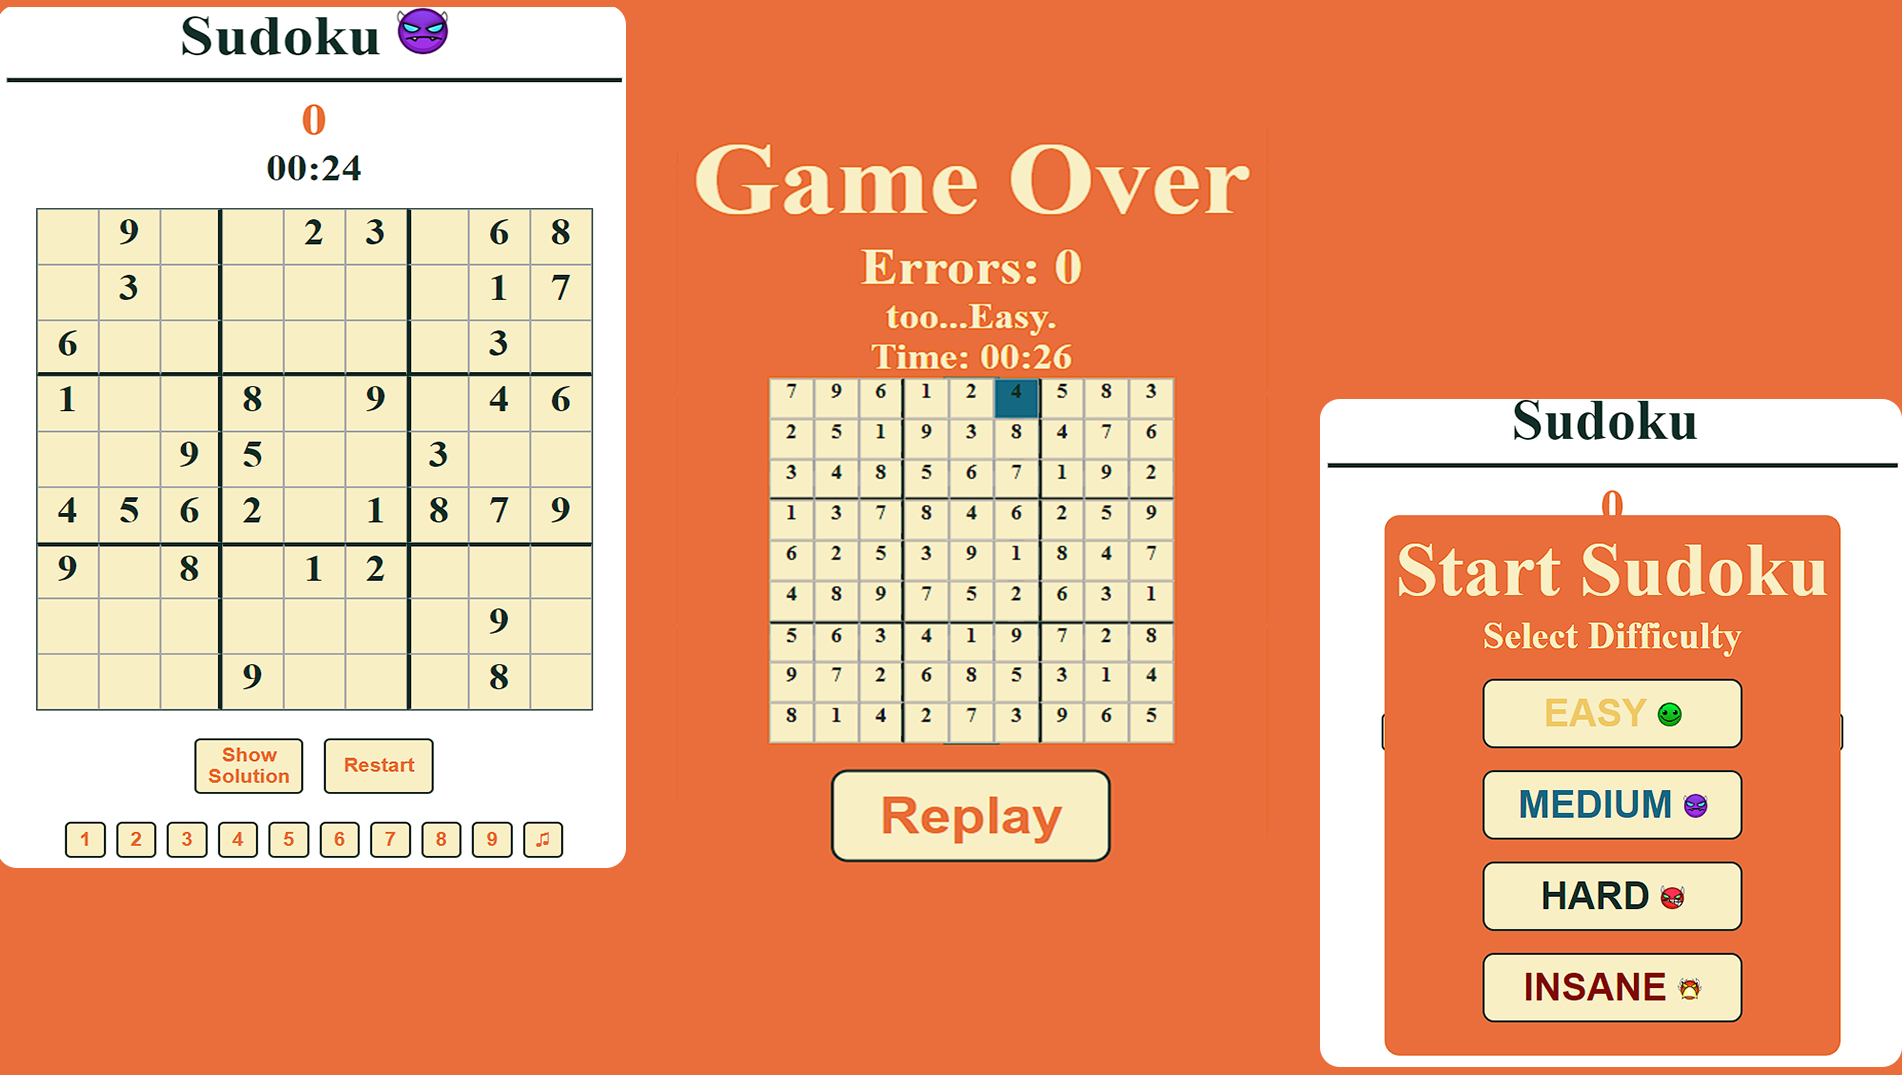 Sudoku
0
00:24
9 2 3 6 8
3 1 7
6 3
1 8 9 4 6
9 5 3
4 5 6 2 1 8 7 9
9 8 1 2
9
9 8
Show
Solution
Restart
1 2 3 4 5 6 7 8 9 ♫
Game Over
Errors: 0
too...Easy.
Time: 00:26
7 9 6 1 2 4 5 8 3
2 5 1 9 3 8 4 7 6
3 4 8 5 6 7 1 9 2
1 3 7 8 4 6 2 5 9
6 2 5 3 9 1 8 4 7
4 8 9 7 5 2 6 3 1
5 6 3 4 1 9 7 2 8
9 7 2 6 8 5 3 1 4
8 1 4 2 7 3 9 6 5
Replay
Sudoku
0
Start Sudoku
Select Difficulty
EASY
MEDIUM
HARD
INSANE